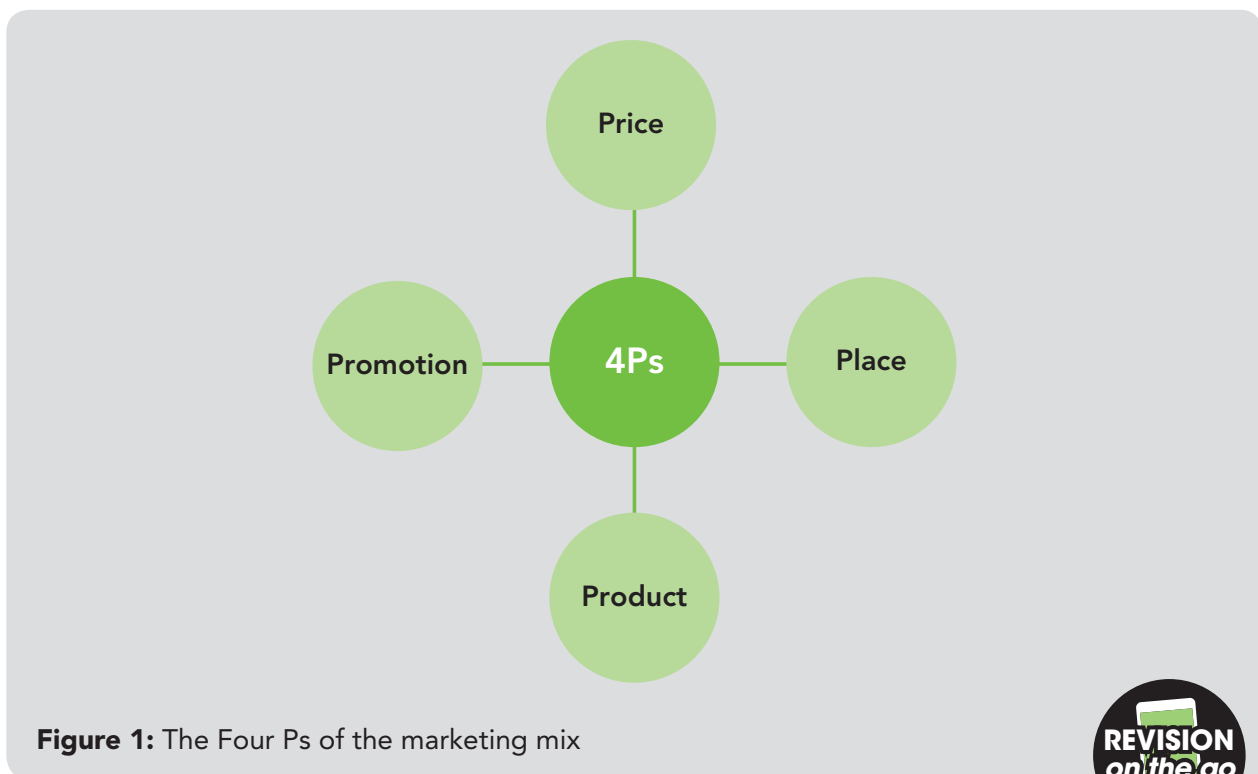 Price
Promotion
4Ps
Place
Product
Figure 1: The Four Ps of the marketing mix
REVISION
on the go